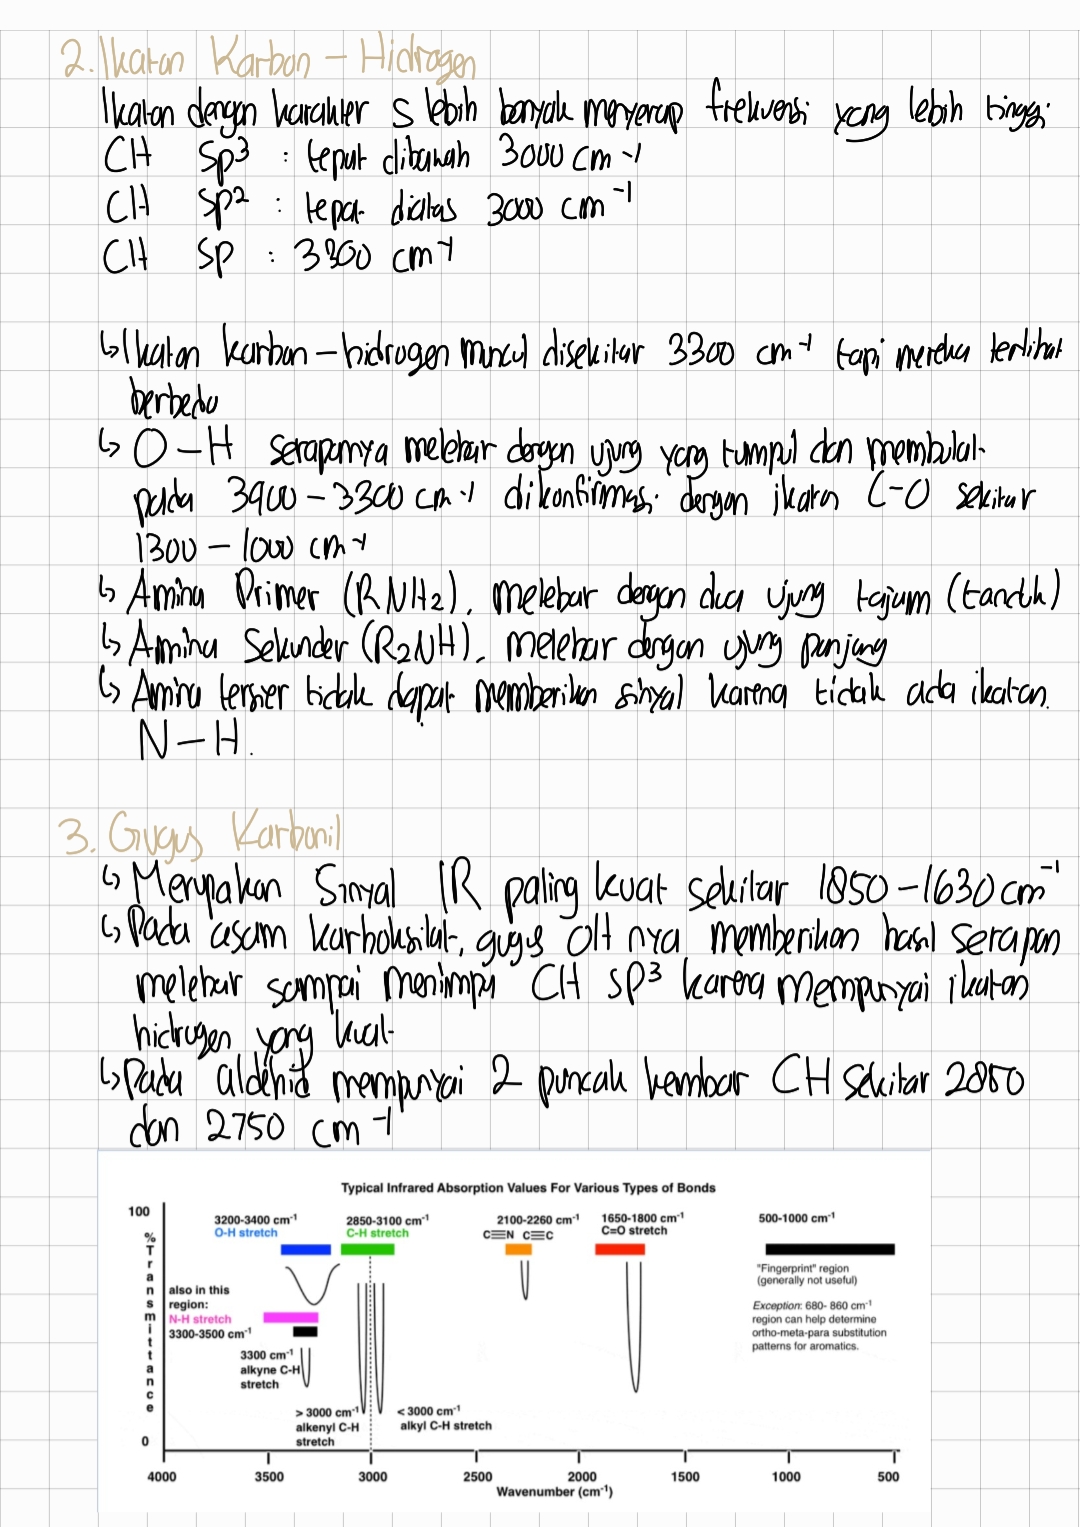 2. Ikatan Karbon – Hidrogen
Ikatan dengan karakter S lebih banyak menyerap frekuensi yang lebih tinggi.
CH Sp³ : teput dibawah 3000 cm⁻¹
CH Sp² : tepat diatas 3000 cm⁻¹
CH Sp : 3300 cm⁻¹
↳ Ikatan karbon – hidrogen muncul disekitar 3300 cm⁻¹ tapi mereka terlihat
berbeda
↳ O – H serapannya melebar dengan ujung yang tumpul dan membulat
pada 3400 – 3300 cm⁻¹ dikonfirmasi dengan ikatan C-O sekitar
1300 – 1000 cm⁻¹
↳ Amina Primer (RNH₂), melebar dengan dua ujung tajam (tanduk)
↳ Amina Sekunder (R₂NH), melebar dengan ujung panjang
↳ Amina tersier tidak dapat memberikan sinyal karena tidak ada ikatan
N – H.
3. Gugus Karbonil
↳ Merupakan Sinyal IR paling kuat sekitar 1850 – 1630 cm⁻¹
↳ Pada asam karboksilat, gugus OH nya memberikan hasil serapan
melebar sampai menimpu CH sp³ karena mempunyai ikatan
hidrogen yang kuat
↳ Pada aldehid mempunyai 2 puncak kembar CH sekitar 2850
dan 2750 cm⁻¹
Typical Infrared Absorption Values For Various Types of Bonds
100
% Transmittance
0
3200-3400 cm⁻¹
O-H stretch
2850-3100 cm⁻¹
C-H stretch
2100-2260 cm⁻¹
C≡N C≡C
1650-1800 cm⁻¹
C=O stretch
500-1000 cm⁻¹
"Fingerprint" region
(generally not useful)
Exception: 680- 860 cm⁻¹
region can help determine
ortho-meta-para substitution
patterns for aromatics.
also in this
region:
N-H stretch
3300-3500 cm⁻¹
3300 cm⁻¹
alkyne C-H
stretch
> 3000 cm⁻¹
alkenyl C-H
stretch
< 3000 cm⁻¹
alkyl C-H stretch
4000 3500 3000 2500 2000 1500 1000 500
Wavenumber (cm⁻¹)